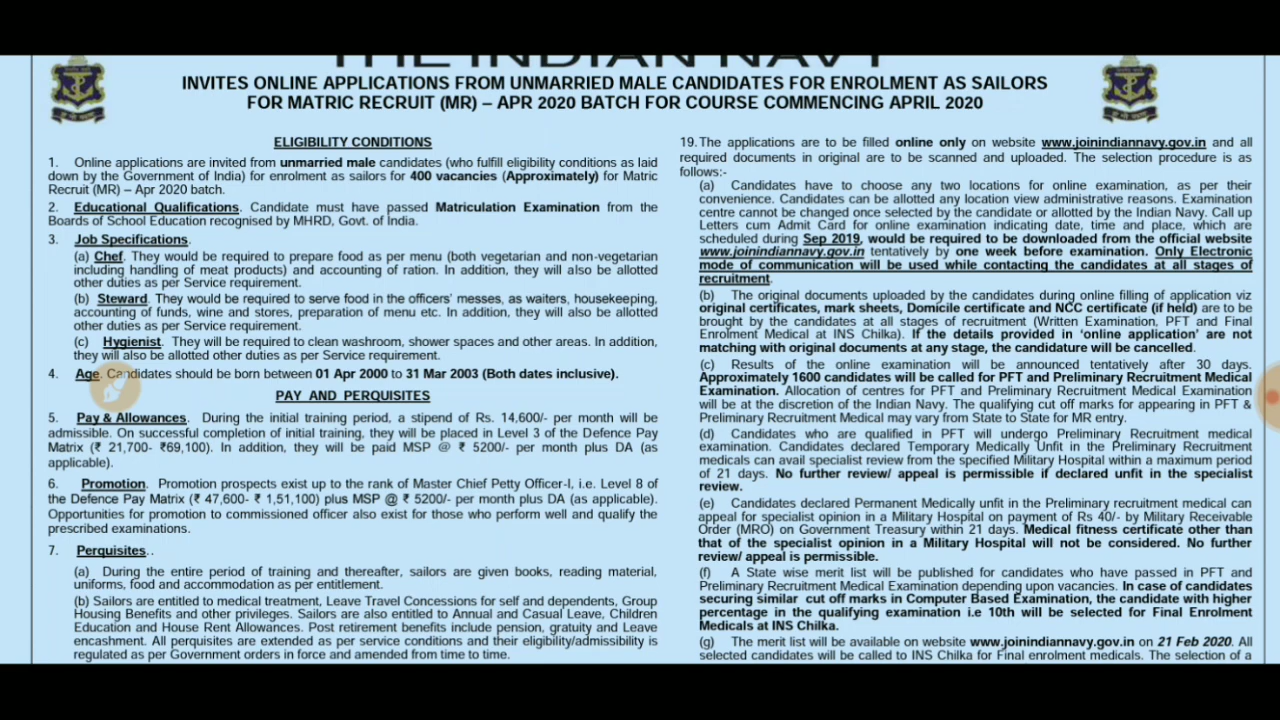 THE INDIAN NAVY
INVITES ONLINE APPLICATIONS FROM UNMARRIED MALE CANDIDATES FOR ENROLMENT AS SAILORS
FOR MATRIC RECRUIT (MR) – APR 2020 BATCH FOR COURSE COMMENCING APRIL 2020
ELIGIBILITY CONDITIONS
1. Online applications are invited from unmarried male candidates (who fulfill eligibility conditions as laid
down by the Government of India) for enrolment as sailors for 400 vacancies (Approximately) for Matric
Recruit (MR) – Apr 2020 batch.
2. Educational Qualifications. Candidate must have passed Matriculation Examination from the
Boards of School Education recognised by MHRD, Govt. of India.
3. Job Specifications.
(a) Chef. They would be required to prepare food as per menu (both vegetarian and non-vegetarian
including handling of meat products) and accounting of ration. In addition, they will also be allotted
other duties as per Service requirement.
(b) Steward. They would be required to serve food in the officers' messes, as waiters, housekeeping,
accounting of funds, wine and stores, preparation of menu etc. In addition, they will also be allotted
other duties as per Service requirement.
(c) Hygienist. They will be required to clean washroom, shower spaces and other areas. In addition,
they will also be allotted other duties as per Service requirement.
4. Age. Candidates should be born between 01 Apr 2000 to 31 Mar 2003 (Both dates inclusive).
PAY AND PERQUISITES
5. Pay & Allowances. During the initial training period, a stipend of Rs. 14,600/- per month will be
admissible. On successful completion of initial training, they will be placed in Level 3 of the Defence Pay
Matrix (₹ 21,700- ₹69,100). In addition, they will be paid MSP @ ₹ 5200/- per month plus DA (as
applicable).
6. Promotion. Promotion prospects exist up to the rank of Master Chief Petty Officer-I, i.e. Level 8 of
the Defence Pay Matrix (₹ 47,600- ₹ 1,51,100) plus MSP @ ₹ 5200/- per month plus DA (as applicable).
Opportunities for promotion to commissioned officer also exist for those who perform well and qualify the
prescribed examinations.
7. Perquisites..
(a) During the entire period of training and thereafter, sailors are given books, reading material,
uniforms, food and accommodation as per entitlement.
(b) Sailors are entitled to medical treatment, Leave Travel Concessions for self and dependents, Group
Housing Benefits and other privileges. Sailors are also entitled to Annual and Casual Leave, Children
Education and House Rent Allowances. Post retirement benefits include pension, gratuity and Leave
encashment. All perquisites are extended as per service conditions and their eligibility/admissibility is
regulated as per Government orders in force and amended from time to time.
19. The applications are to be filled online only on website www.joinindiannavy.gov.in and all
required documents in original are to be scanned and uploaded. The selection procedure is as
follows:-
(a) Candidates have to choose any two locations for online examination, as per their
convenience. Candidates can be allotted any location view administrative reasons. Examination
centre cannot be changed once selected by the candidate or allotted by the Indian Navy. Call up
Letters cum Admit Card for online examination indicating date, time and place, which are
scheduled during Sep 2019, would be required to be downloaded from the official website
www.joinindiannavy.gov.in tentatively by one week before examination. Only Electronic
mode of communication will be used while contacting the candidates at all stages of
recruitment.
(b) The original documents uploaded by the candidates during online filling of application viz
original certificates, mark sheets, Domicile certificate and NCC certificate (if held) are to be
brought by the candidates at all stages of recruitment (Written Examination, PFT and Final
Enrolment Medical at INS Chilka). If the details provided in 'online application' are not
matching with original documents at any stage, the candidature will be cancelled.
(c) Results of the online examination will be announced tentatively after 30 days.
Approximately 1600 candidates will be called for PFT and Preliminary Recruitment Medical
Examination. Allocation of centres for PFT and Preliminary Recruitment Medical Examination
will be at the discretion of the Indian Navy. The qualifying cut off marks for appearing in PFT &
Preliminary Recruitment Medical may vary from State to State for MR entry.
(d) Candidates who are qualified in PFT will undergo Preliminary Recruitment medical
examination. Candidates declared Temporary Medically Unfit in the Preliminary Recruitment
medicals can avail specialist review from the specified Military Hospital within a maximum period
of 21 days. No further review/ appeal is permissible if declared unfit in the specialist
review.
(e) Candidates declared Permanent Medically unfit in the Preliminary recruitment medical can
appeal for specialist opinion in a Military Hospital on payment of Rs 40/- by Military Receivable
Order (MRO) on Government Treasury within 21 days. Medical fitness certificate other than
that of the specialist opinion in a Military Hospital will not be considered. No further
review/ appeal is permissible.
(f) A State wise merit list will be published for candidates who have passed in PFT and
Preliminary Recruitment Medical Examination depending upon vacancies. In case of candidates
securing similar cut off marks in Computer Based Examination, the candidate with higher
percentage in the qualifying examination i.e 10th will be selected for Final Enrolment
Medicals at INS Chilka.
(g) The merit list will be available on website www.joinindiannavy.gov.in on 21 Feb 2020. All
selected candidates will be called to INS Chilka for Final enrolment medicals. The selection of a